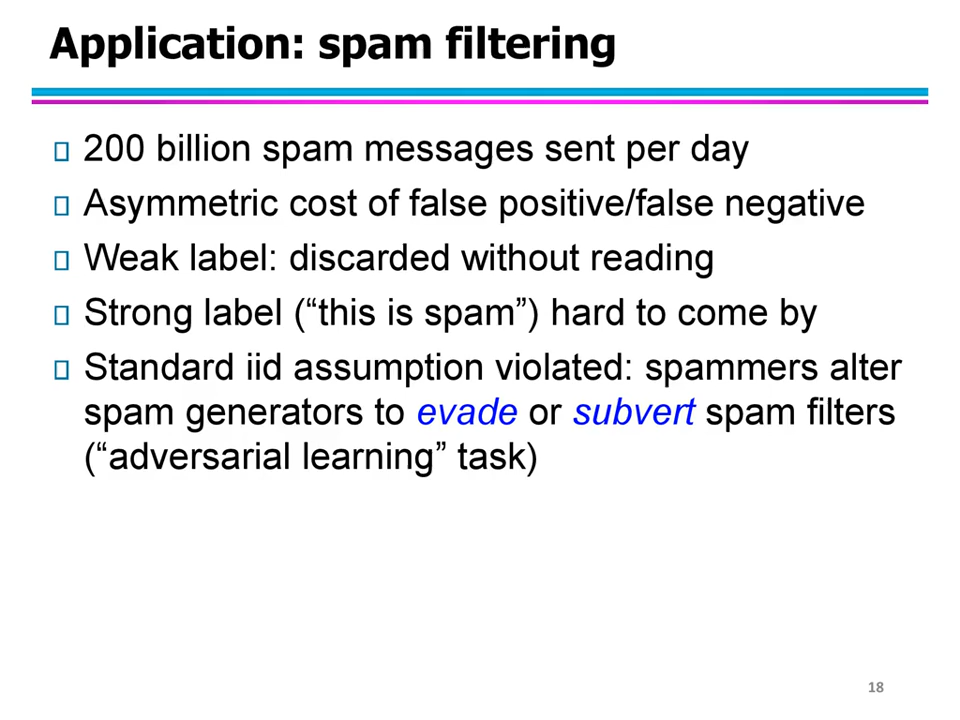 Application: spam filtering
200 billion spam messages sent per day
Asymmetric cost of false positive/false negative
Weak label: discarded without reading
Strong label (“this is spam”) hard to come by
Standard iid assumption violated: spammers alter
spam generators to evade or subvert spam filters
(“adversarial learning” task)
18